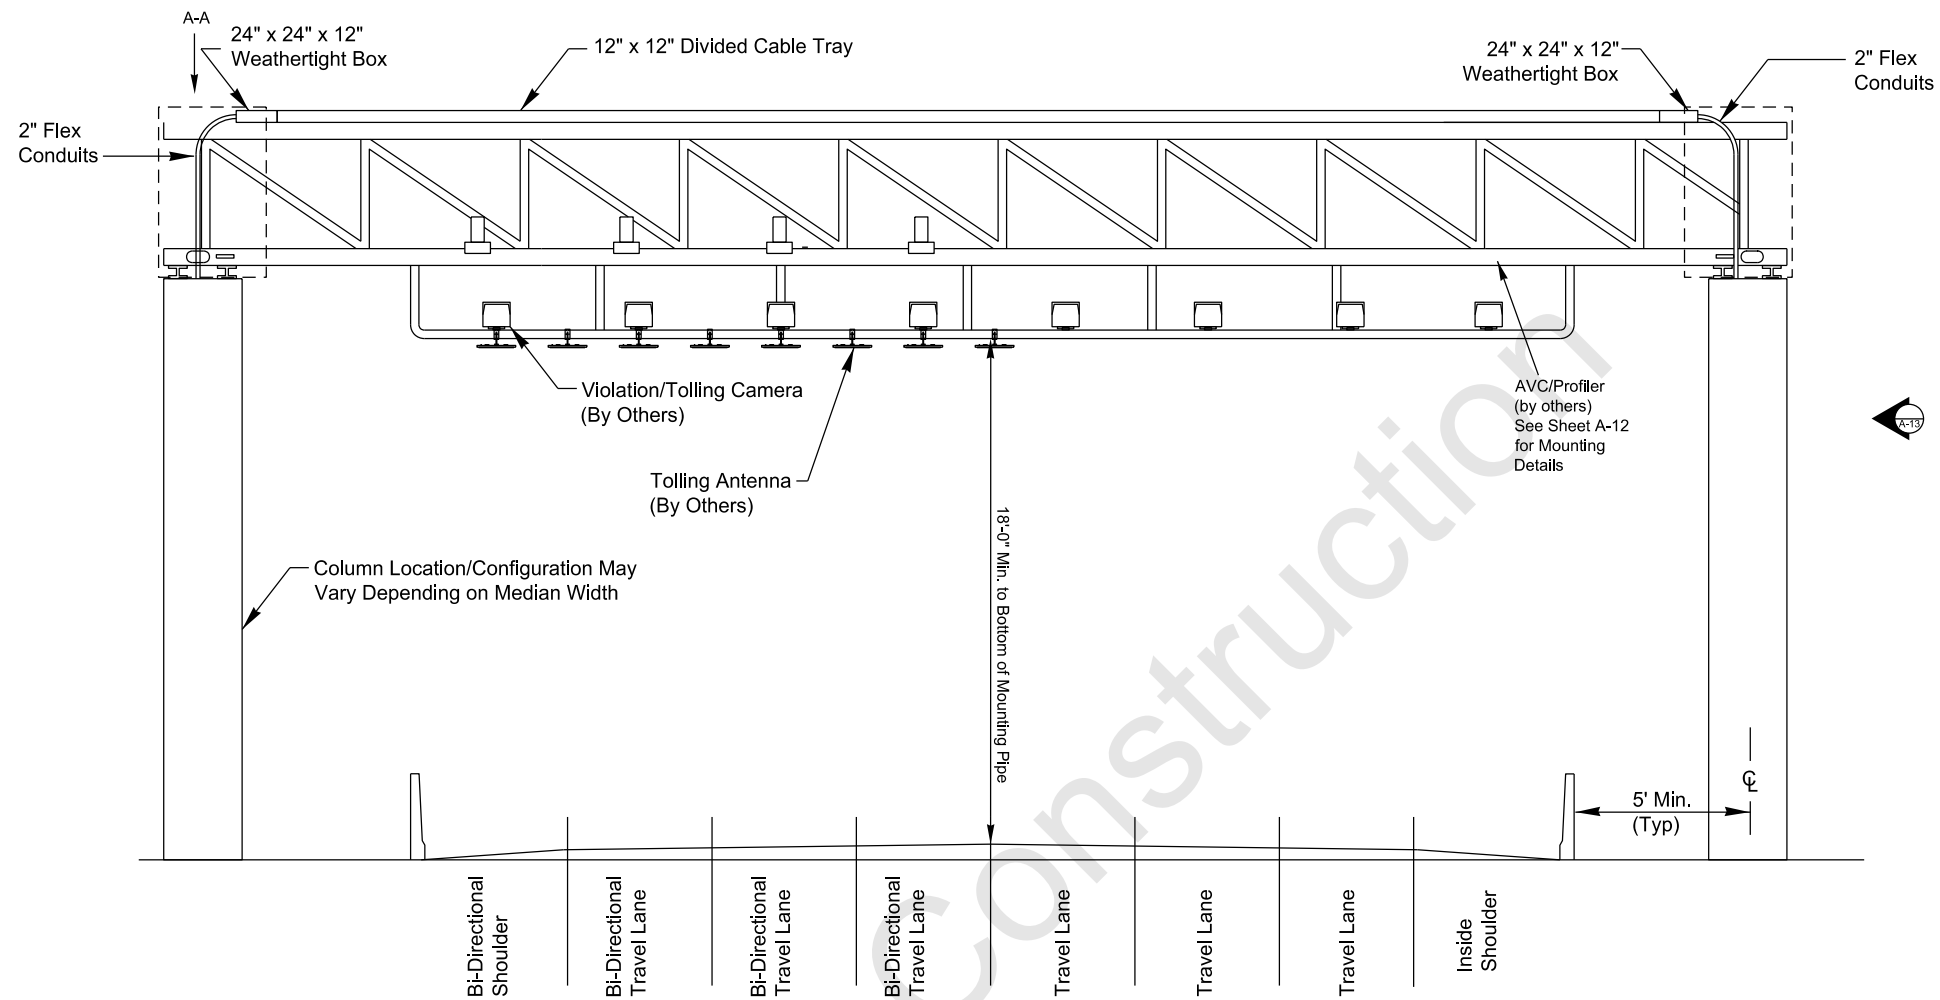 A-A
24" x 24" x 12"
Weathertight Box
12" x 12" Divided Cable Tray
24" x 24" x 12"
Weathertight Box
2" Flex
Conduits
2" Flex
Conduits
Violation/Tolling Camera
(By Others)
AVC/Profiler
(by others)
See Sheet A-12
for Mounting
Details
A-13
Tolling Antenna
(By Others)
18'-0" Min. to Bottom of Mounting Pipe
Column Location/Configuration May
Vary Depending on Median Width
℄
5' Min.
(Typ)
Bi-Directional
Shoulder
Bi-Directional
Travel Lane
Bi-Directional
Travel Lane
Bi-Directional
Travel Lane
Travel Lane
Travel Lane
Travel Lane
Inside
Shoulder
Construction